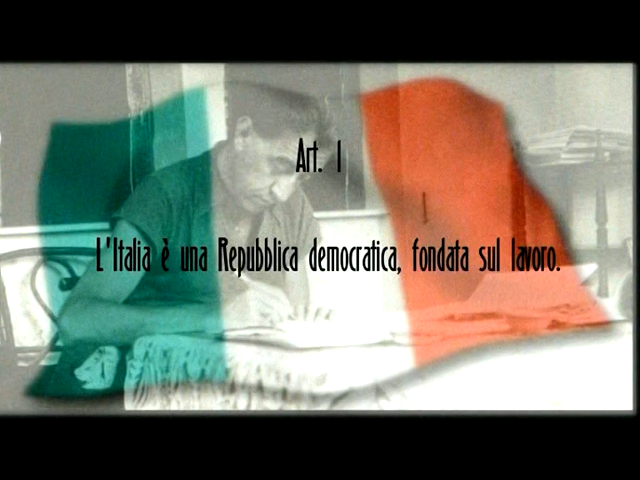 Art. 1
L'Italia è una Repubblica democratica, fondata sul lavoro.